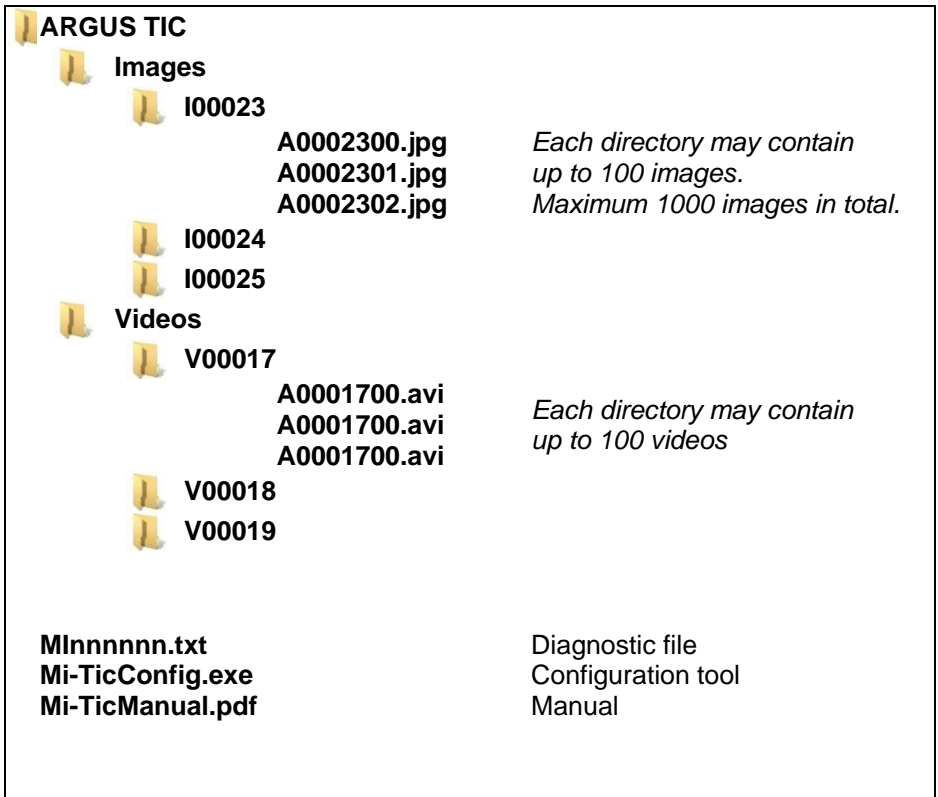 ARGUS TIC
Images
I00023
A0002300.jpg Each directory may contain
A0002301.jpg up to 100 images.
A0002302.jpg Maximum 1000 images in total.
I00024
I00025
Videos
V00017
A0001700.avi
A0001700.avi
A0001700.avi
Each directory may contain
up to 100 videos
V00018
V00019
MInnnnnn.txt Diagnostic file
Mi-TicConfig.exe Configuration tool
Mi-TicManual.pdf Manual